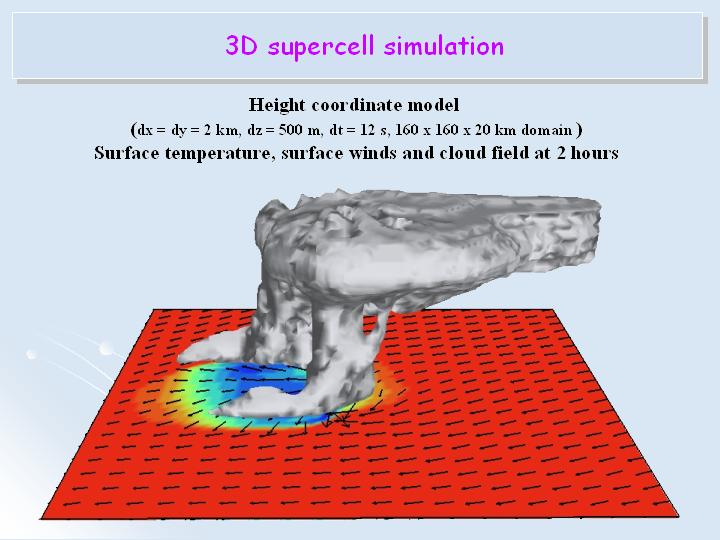 3D supercell simulation
Height coordinate model
(dx = dy = 2 km, dz = 500 m, dt = 12 s, 160 x 160 x 20 km domain )
Surface temperature, surface winds and cloud field at 2 hours